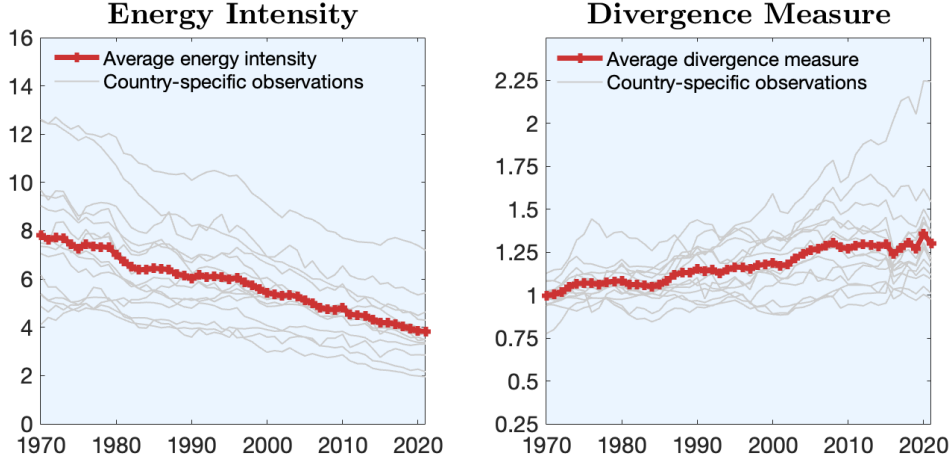 Energy Intensity
16
14
12
10
8
6
4
2
0
Average energy intensity
Country-specific observations
1970 1980 1990 2000 2010 2020
Divergence Measure
2.25
2
1.75
1.5
1.25
1
0.75
0.5
0.25
Average divergence measure
Country-specific observations
1970 1980 1990 2000 2010 2020